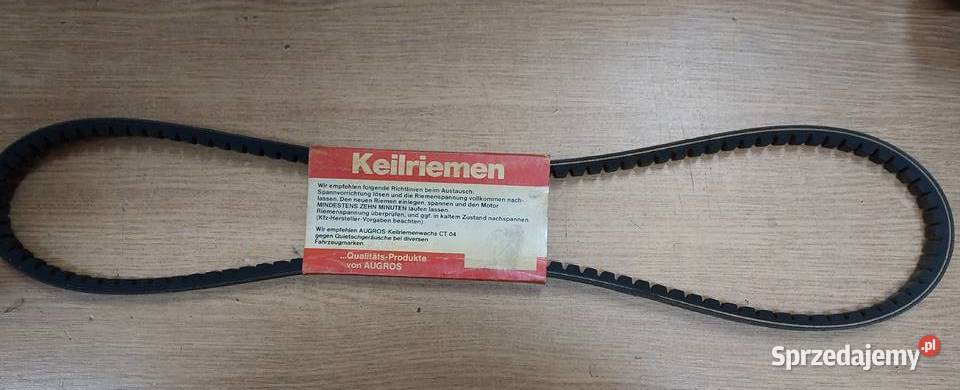 Keilriemen
Wir empfehlen folgende Richtlinien beim Austausch.
Spannvorrichtung lösen und die Riemenspannung vollkommen nach-
lassen. Den neuen Riemen einlegen, spannen und den Motor
MINDESTENS ZEHN MINUTEN laufen lassen.
Riemenspannung überprüfen, und ggf. in kaltem Zustand nachspannen.
(Kfz-Hersteller-Vorgaben beachten).
Wir empfehlen AUGROS-Keilriemenwachs CT 04
gegen Quietschgeräusche bei diversen
Fahrzeugmarken.
...Qualitäts-Produkte
von AUGROS
Sprzedajemy.pl